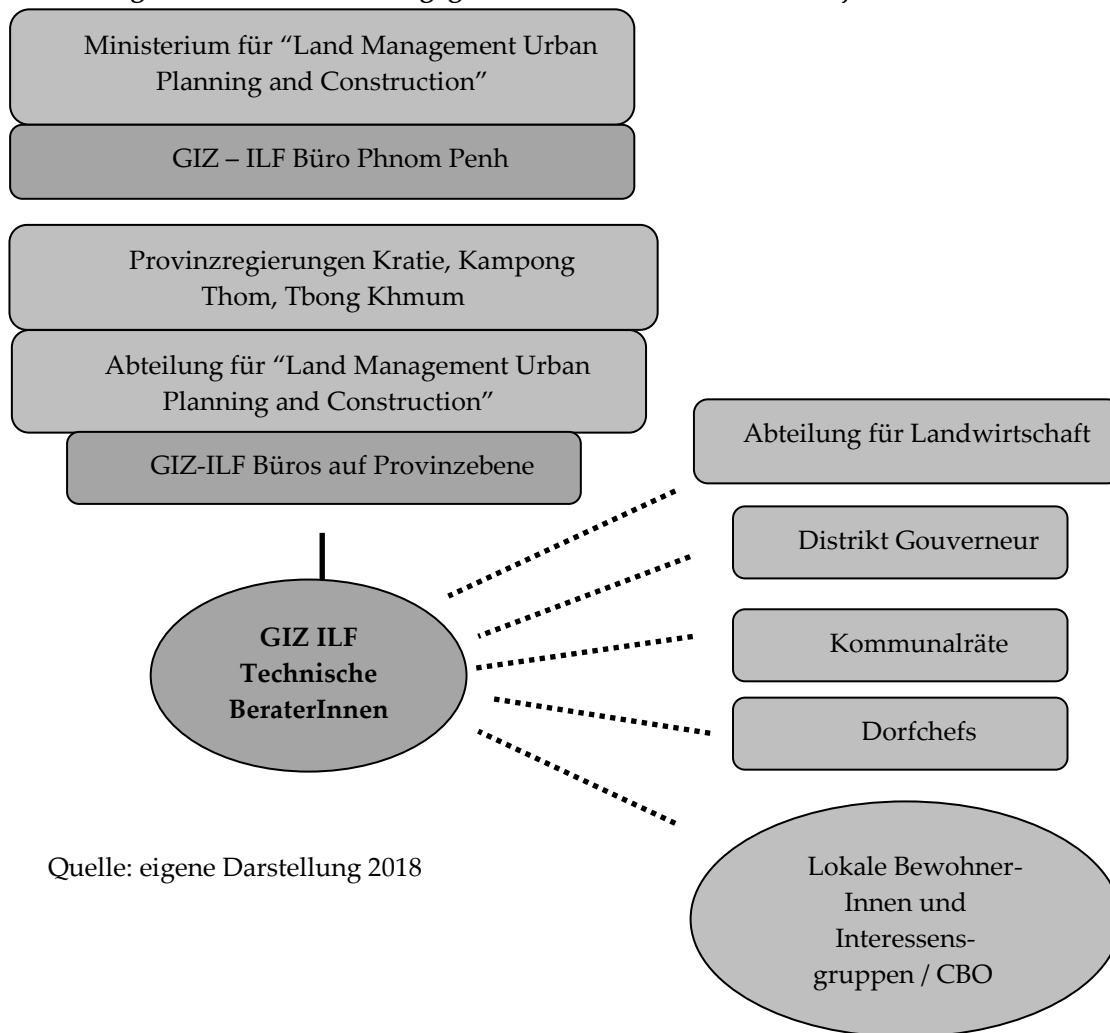 Ministerium für “Land Management Urban
Planning and Construction”
GIZ – ILF Büro Phnom Penh
Provinzregierungen Kratie, Kampong
Thom, Tbong Khmum
Abteilung für “Land Management Urban
Planning and Construction”
GIZ-ILF Büros auf Provinzebene
Abteilung für Landwirtschaft
Distrikt Gouverneur
Kommunalräte
Dorfchefs
GIZ ILF
Technische
BeraterInnen
Lokale Bewohner-
Innen und
Interessens-
gruppen / CBO
Quelle: eigene Darstellung 2018